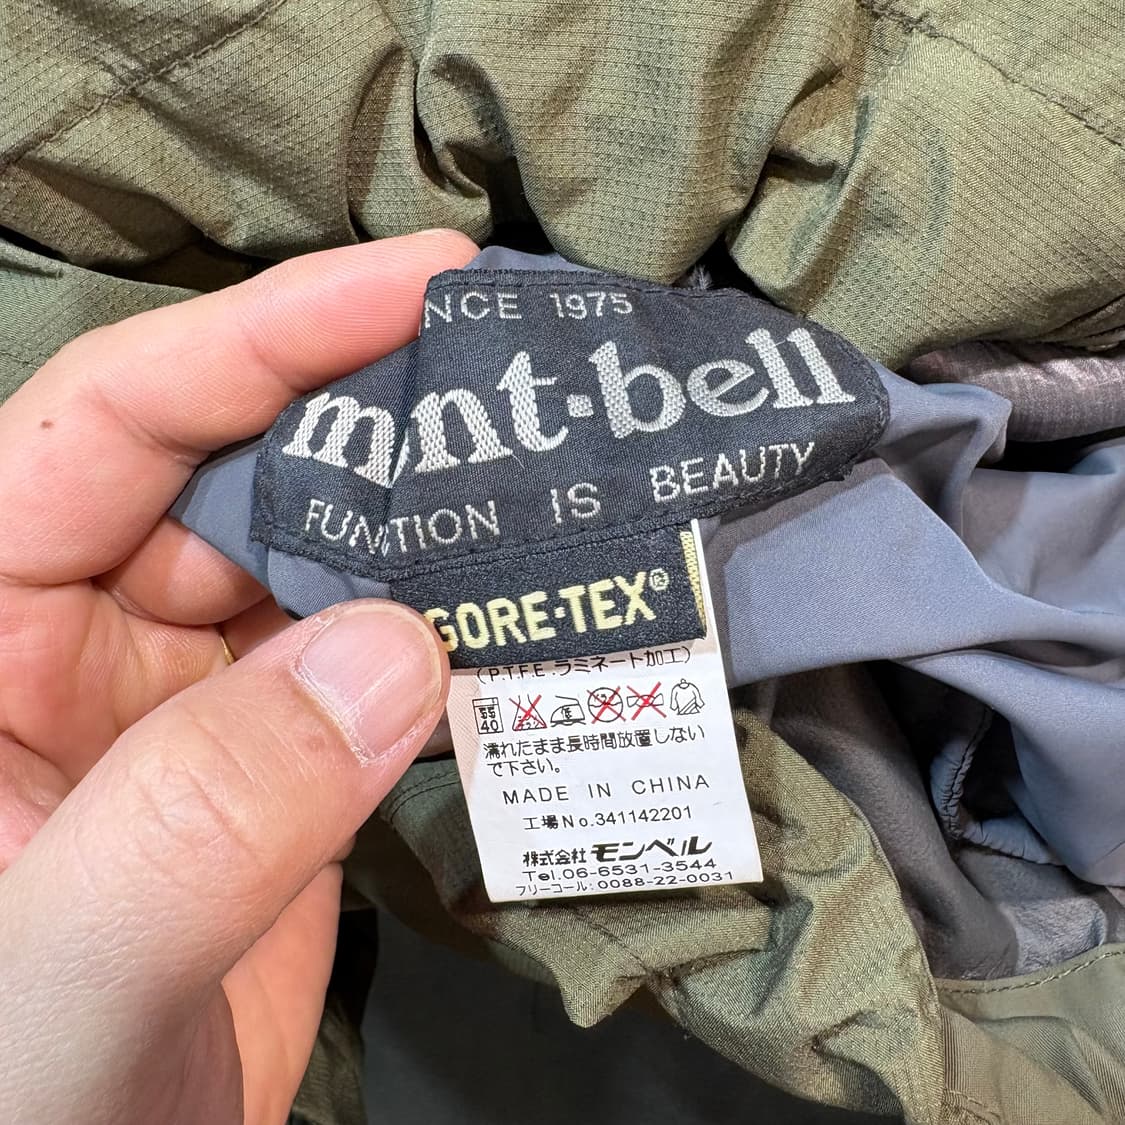 NCE 1975
mnt·bell
FUNCTION IS BEAUTY
GORE-TEX®
(P.T.F.E.ラミネート加工)
40
濡れたまま長時間放置しない
で下さい。
MADE IN CHINA
工場No.341142201
株式会社モンベル
Tel.06-6531-3544
フリーコール:0088-22-0031